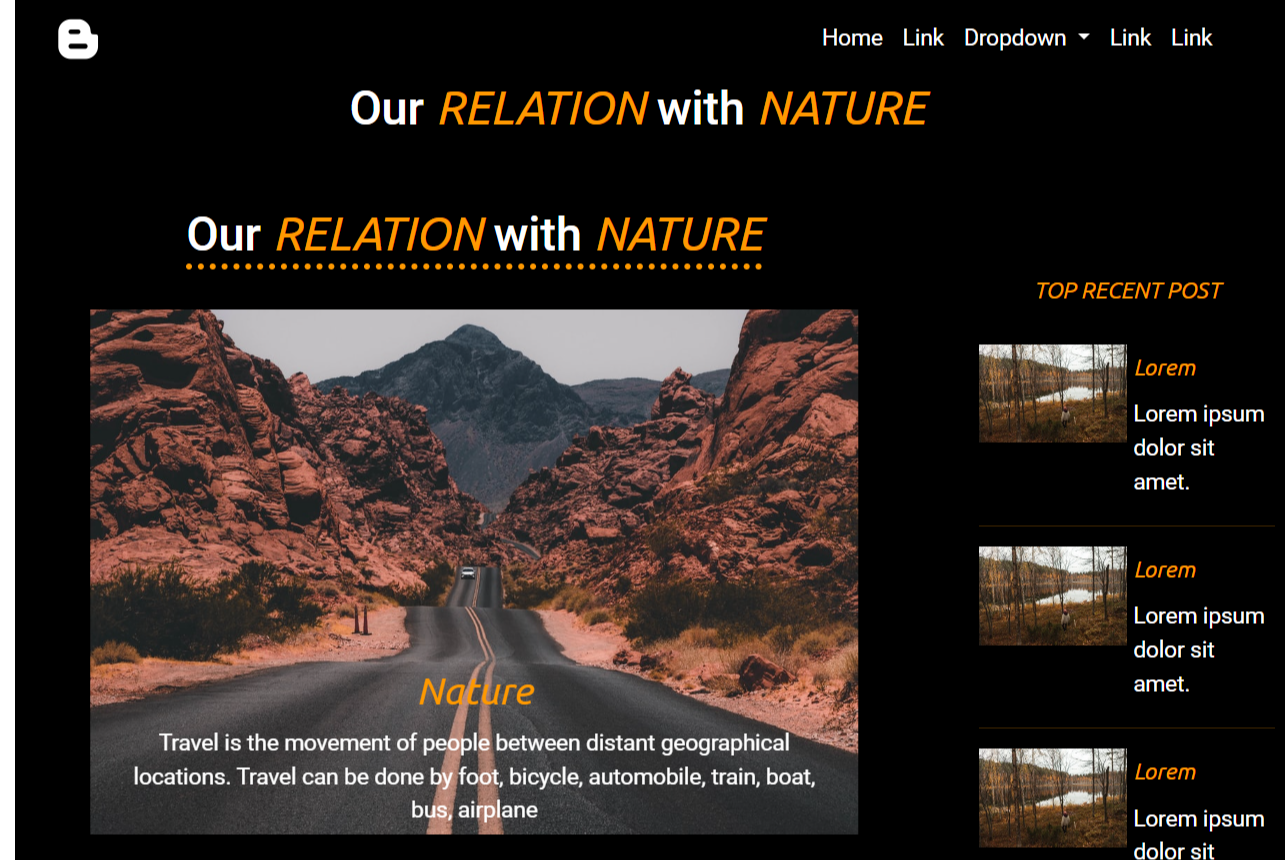 Home Link Dropdown Link Link
Our RELATION with NATURE
Our RELATION with NATURE
Nature
Travel is the movement of people between distant geographical
locations. Travel can be done by foot, bicycle, automobile, train, boat,
bus, airplane
TOP RECENT POST
Lorem
Lorem ipsum
dolor sit
amet.
Lorem
Lorem ipsum
dolor sit
amet.
Lorem
Lorem ipsum
dolor sit